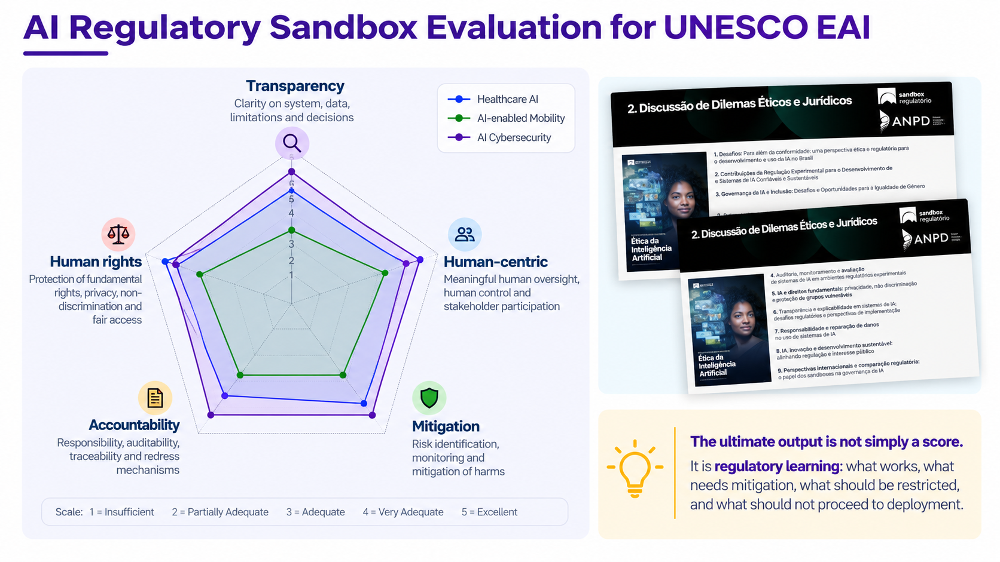 AI Regulatory Sandbox Evaluation for UNESCO EAI
Transparency
Clarity on system, data,
limitations and decisions
Healthcare AI
AI-enabled Mobility
AI Cybersecurity
5
4
3
2
1
Human rights
Protection of fundamental
rights, privacy, non-
discrimination and
fair access
Human-centric
Meaningful human oversight,
human control and
stakeholder participation
Accountability
Responsibility, auditability,
traceability and redress
mechanisms
Mitigation
Risk identification,
monitoring and
mitigation of harms
Scale: 1 = Insufficient 2 = Partially Adequate 3 = Adequate 4 = Very Adequate 5 = Excellent
2. Discussão de Dilemas Éticos e Jurídicos
sandbox
regulatório
ANPD
1. Desafios: Para além da conformidade: uma perspectiva ética e regulatória para
o desenvolvimento e uso da IA no Brasil
2. Contribuições da Regulação Experimental para o Desenvolvimento de
e Sistemas de IA Confiáveis e Sustentáveis
3. Governança da IA e Inclusão: Desafios e Oportunidades para a Igualdade de Gênero
Ética da
Inteligência
Artificial
2. Discussão de Dilemas Éticos e Jurídicos
sandbox
regulatório
ANPD
4. Auditoria, monitoramento e avaliação
de sistemas de IA em ambientes regulatórios experimentais
5. IA e direitos fundamentais: privacidade, não discriminação
e proteção de grupos vulneráveis
6. Transparência e explicabilidade em sistemas de IA:
desafios regulatórios e perspectivas de implementação
7. Responsabilidade e reparação de danos
no uso de sistemas de IA
8. IA, inovação e desenvolvimento sustentável:
alinhando regulação e interesse público
9. Perspectivas internacionais e comparação regulatória:
o papel dos sandboxes na governança da IA
Ética da
Inteligência
Artificial
The ultimate output is not simply a score.
It is regulatory learning: what works, what
needs mitigation, what should be restricted,
and what should not proceed to deployment.